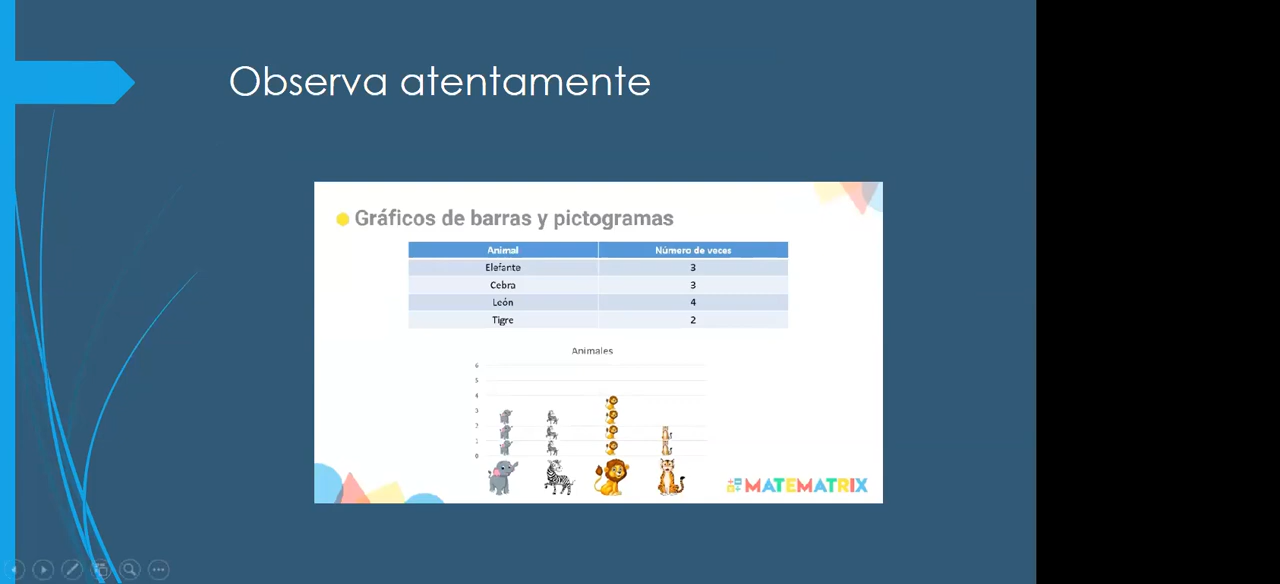 Observa atentamente
Gráficos de barras y pictogramas
Animal Número de veces
Elefante 3
Cebra 3
León 4
Tigre 2
Animales
6
5
4
3
2
1
0
MATEMATRIX